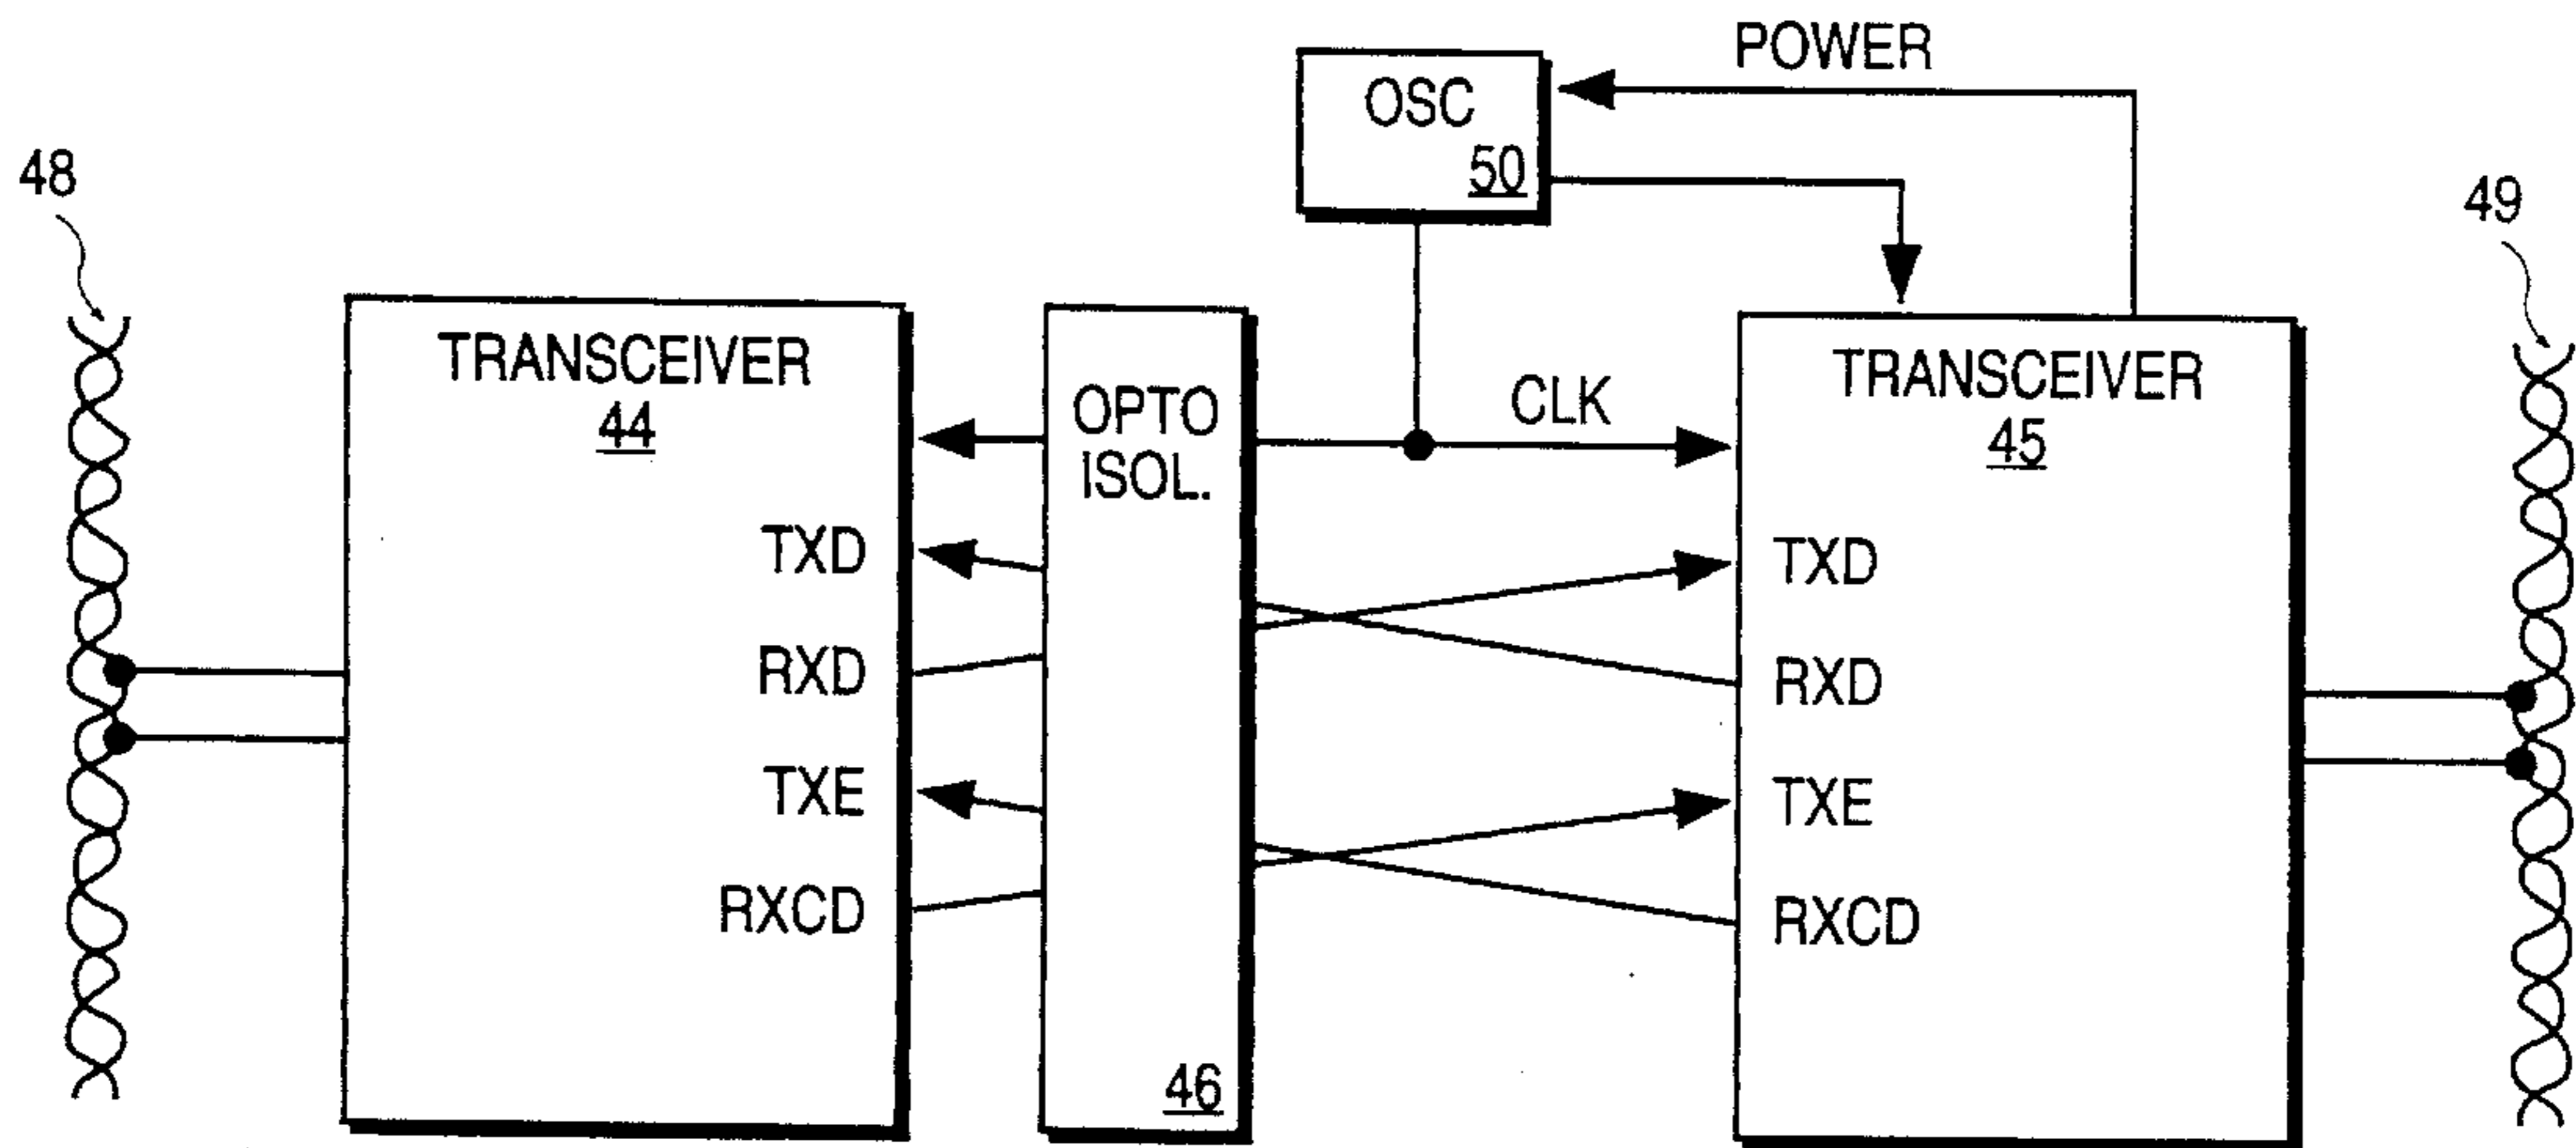 POWER
OSC
50
48
49
TRANSCEIVER
44
OPTO
ISOL.
46
CLK
TRANSCEIVER
45
TXD
RXD
TXE
RXCD
TXD
RXD
TXE
RXCD